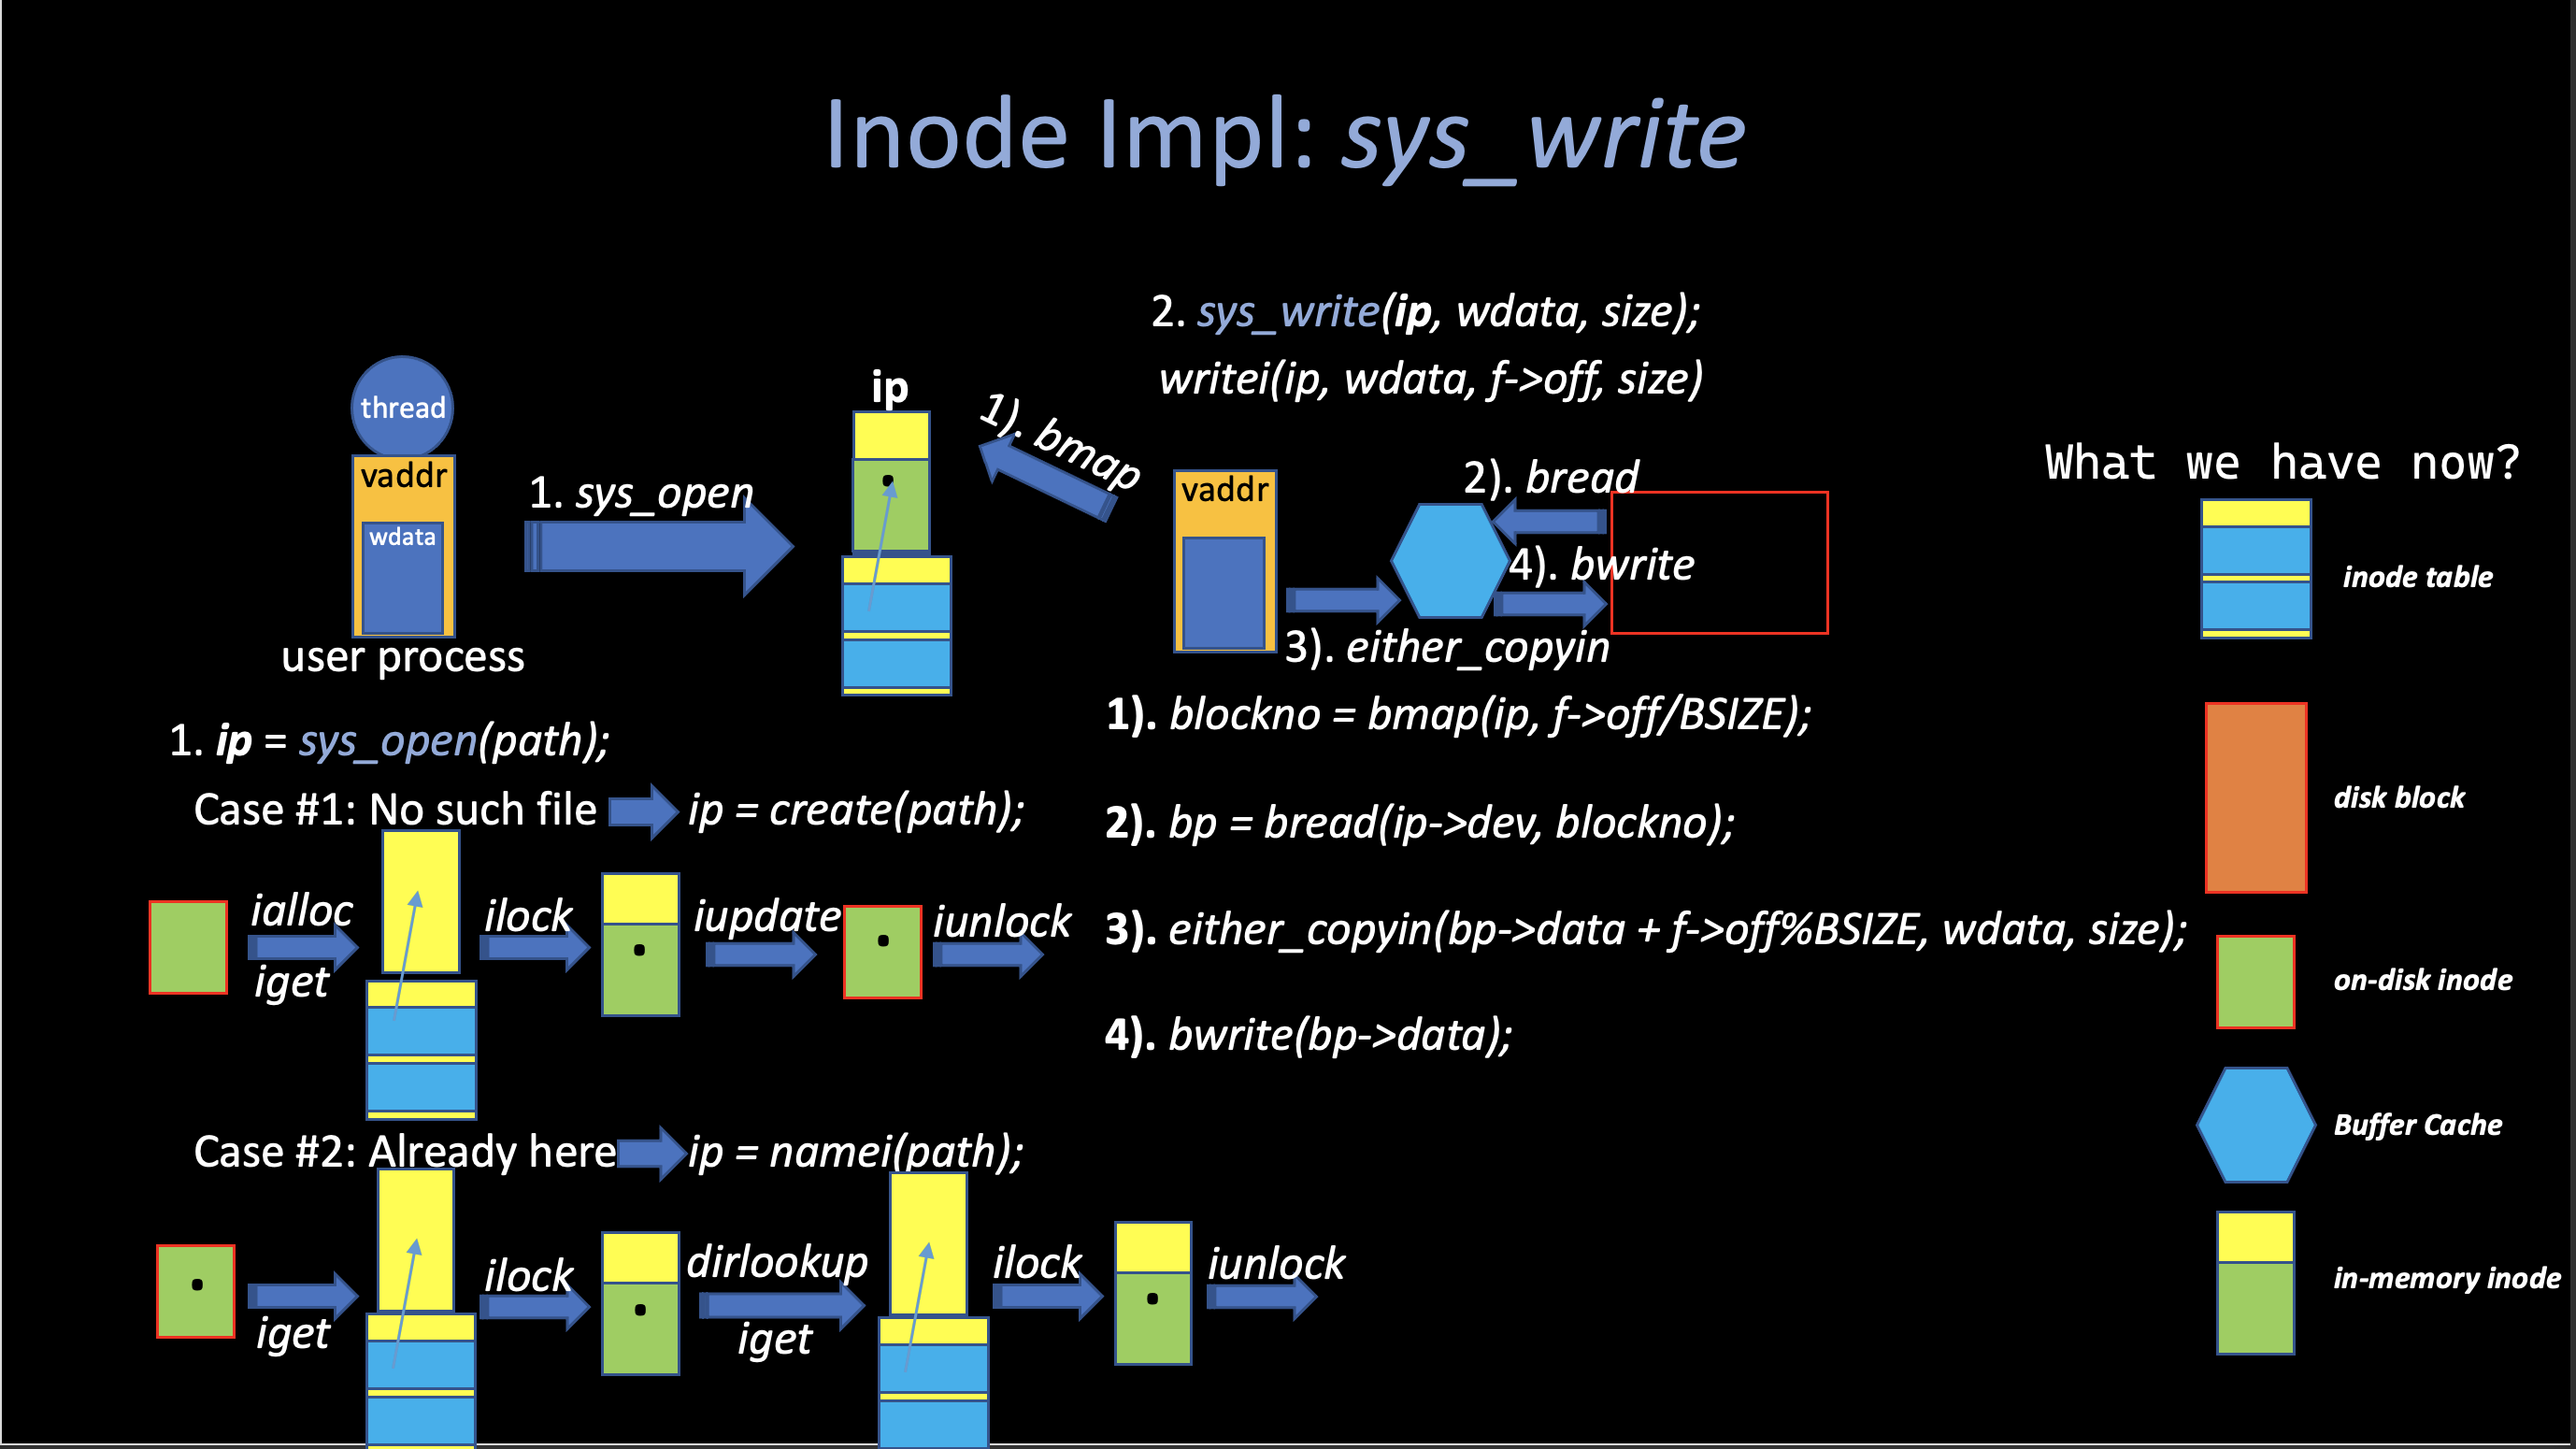 Inode Impl: sys_write
2. sys_write(ip, wdata, size);
writei(ip, wdata, f->off, size)
thread
vaddr
wdata
user process
1. sys_open
ip
1). bmap
vaddr
2). bread
4). bwrite
3). either_copyin
1. ip = sys_open(path);
Case #1: No such file
ip = create(path);
ialloc
iget
ilock
iupdate
iunlock
Case #2: Already here
ip = namei(path);
iget
ilock
dirlookup
iget
ilock
iunlock
1). blockno = bmap(ip, f->off/BSIZE);
2). bp = bread(ip->dev, blockno);
3). either_copyin(bp->data + f->off%BSIZE, wdata, size);
4). bwrite(bp->data);
What we have now?
inode table
disk block
on-disk inode
Buffer Cache
in-memory inode